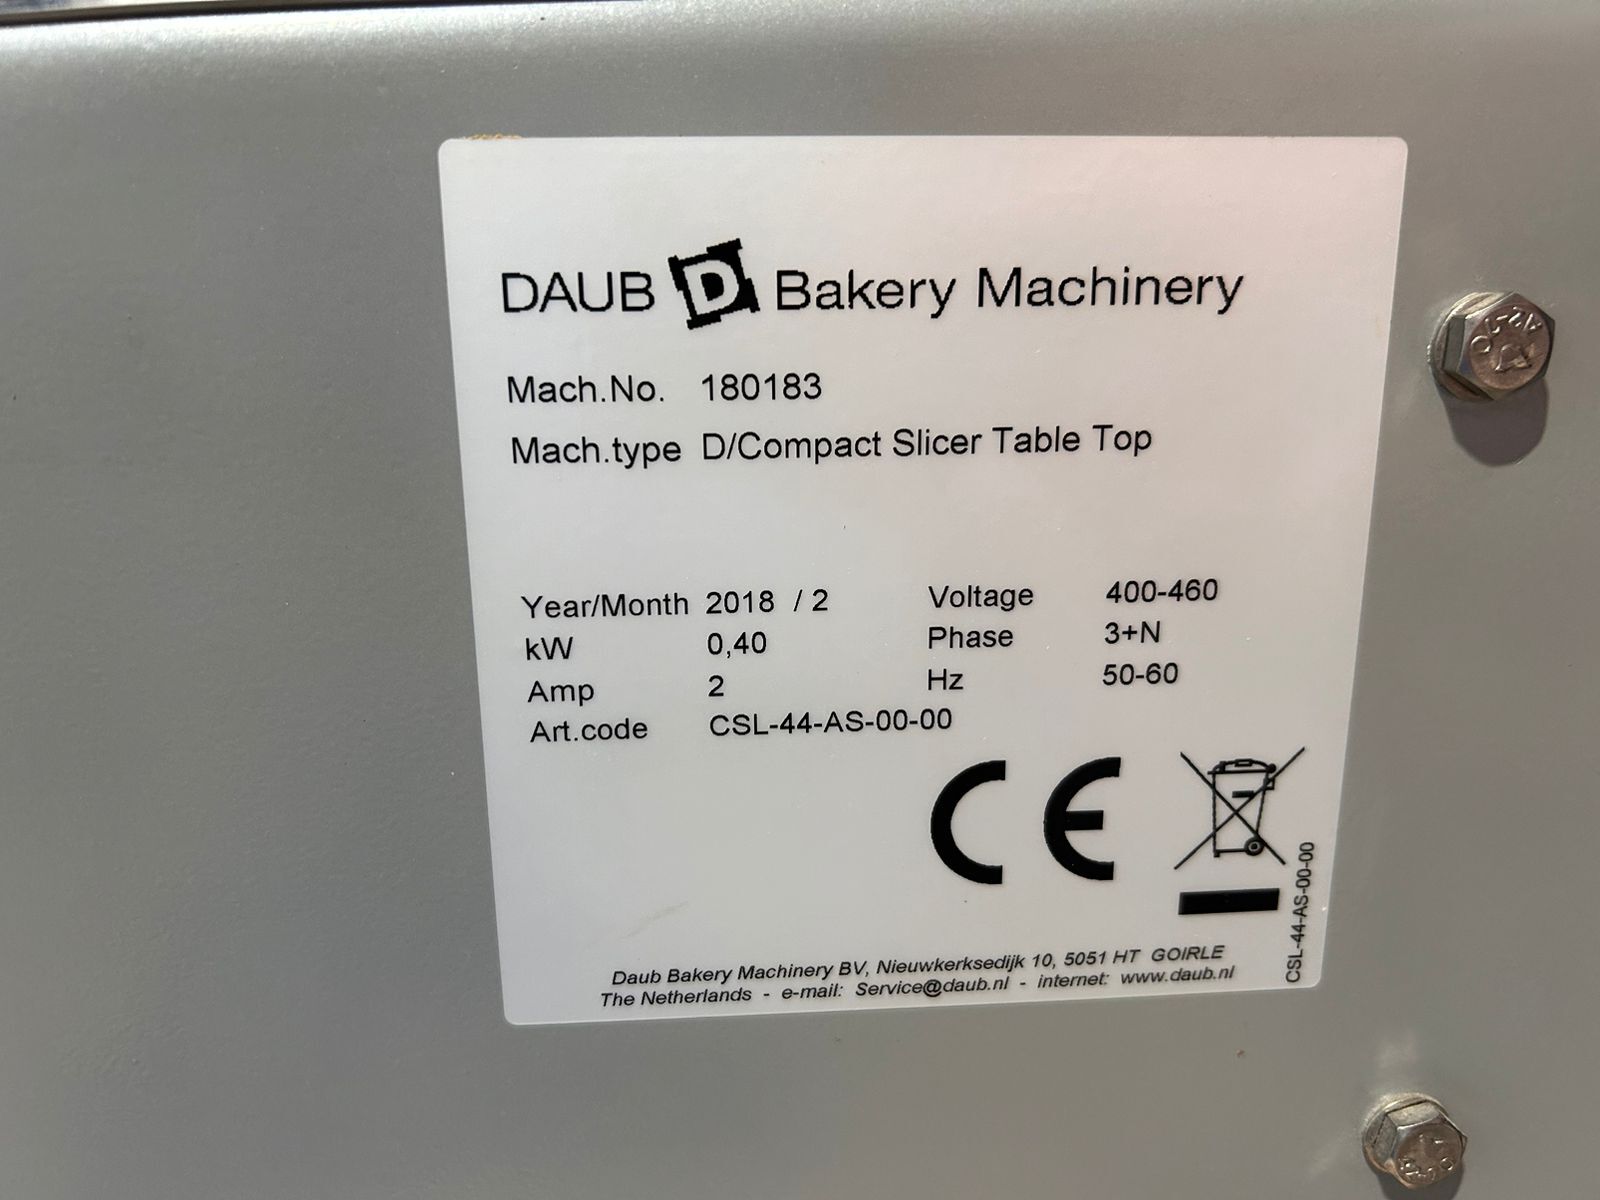 DAUB D Bakery Machinery
Mach.No. 180183
Mach.type D/Compact Slicer Table Top
Year/Month 2018 / 2 Voltage 400-460
kW 0,40 Phase 3+N
Amp 2 Hz 50-60
Art.code CSL-44-AS-00-00
CE
CSL-44-AS-00-00
Daub Bakery Machinery BV, Nieuwkerksedijk 10, 5051 HT GOIRLE
The Netherlands - e-mail: Service@daub.nl - internet: www.daub.nl
A2-70